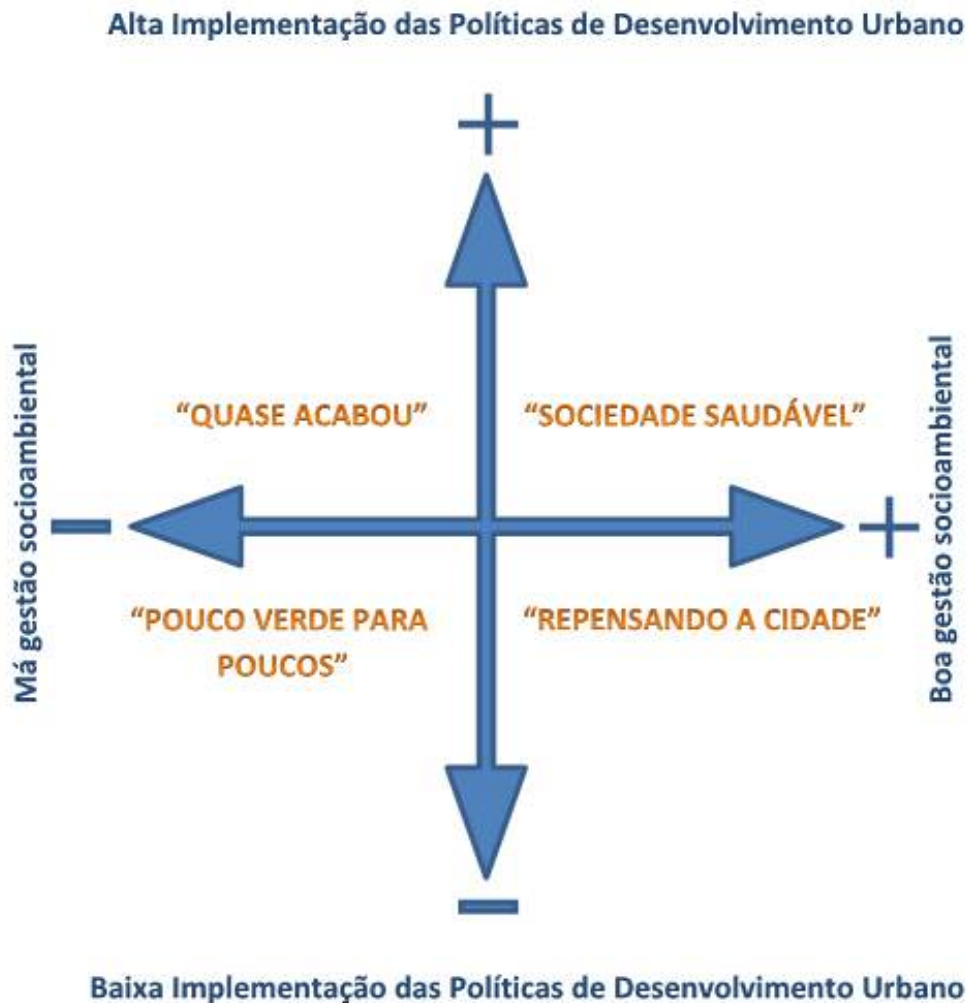 Alta Implementação das Políticas de Desenvolvimento Urbano
+
Má gestão socioambiental
“QUASE ACABOU”
“SOCIEDADE SAUDÁVEL”
Boa gestão socioambiental
–
+
“POUCO VERDE PARA
POUCOS”
“REPENSANDO A CIDADE”
–
Baixa Implementação das Políticas de Desenvolvimento Urbano